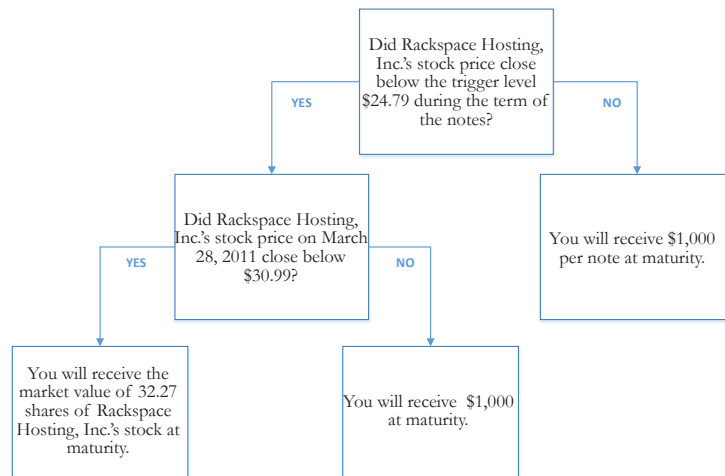 Did Rackspace Hosting,
Inc.'s stock price close
below the trigger level
$24.79 during the term of
the notes?
YES
NO
Did Rackspace Hosting,
Inc.'s stock price on March
28, 2011 close below
$30.99?
You will receive $1,000
per note at maturity.
YES
NO
You will receive the
market value of 32.27
shares of Rackspace
Hosting, Inc.'s stock at
maturity.
You will receive $1,000
at maturity.